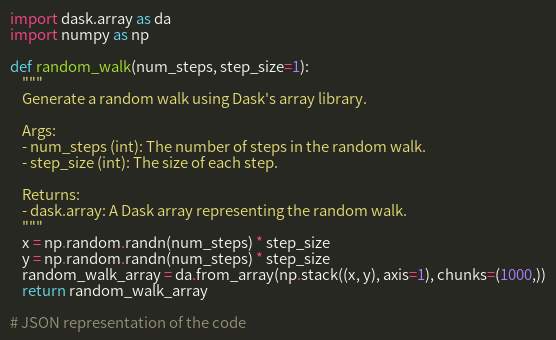 import dask.array as da
import numpy as np

def random_walk(num_steps, step_size=1):
    """
    Generate a random walk using Dask's array library.

    Args:
    - num_steps (int): The number of steps in the random walk.
    - step_size (int): The size of each step.

    Returns:
    - dask.array: A Dask array representing the random walk.
    """
    x = np.random.randn(num_steps) * step_size
    y = np.random.randn(num_steps) * step_size
    random_walk_array = da.from_array(np.stack((x, y), axis=1), chunks=(1000,))
    return random_walk_array

# JSON representation of the code